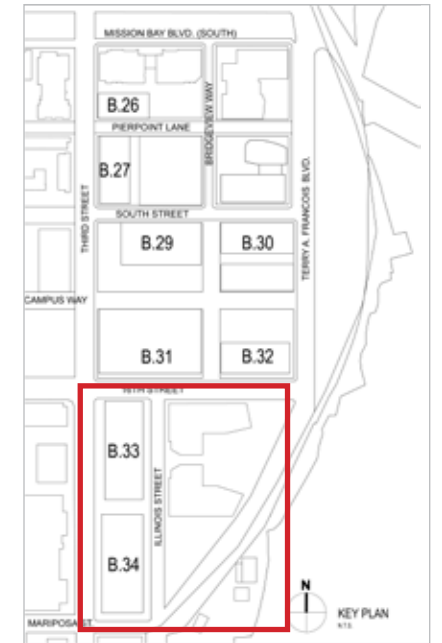 MISSION BAY BLVD. (SOUTH)
B.26
BRIDGEVIEW WAY
PIERPOINT LANE
B.27
THIRD STREET
TERRY A. FRANCOIS BLVD.
SOUTH STREET
B.29
B.30
CAMPUS WAY
B.31
B.32
16TH STREET
B.33
ILLINOIS STREET
B.34
N
KEY PLAN
N.T.S.
MARIPOSA ST.